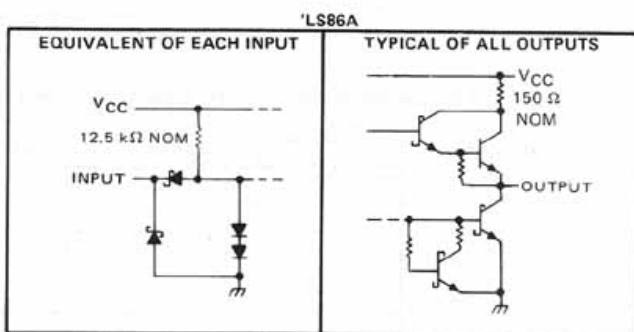 'LS86A
EQUIVALENT OF EACH INPUT
TYPICAL OF ALL OUTPUTS
VCC
12.5 kΩ NOM
INPUT
VCC
150 Ω
NOM
OUTPUT